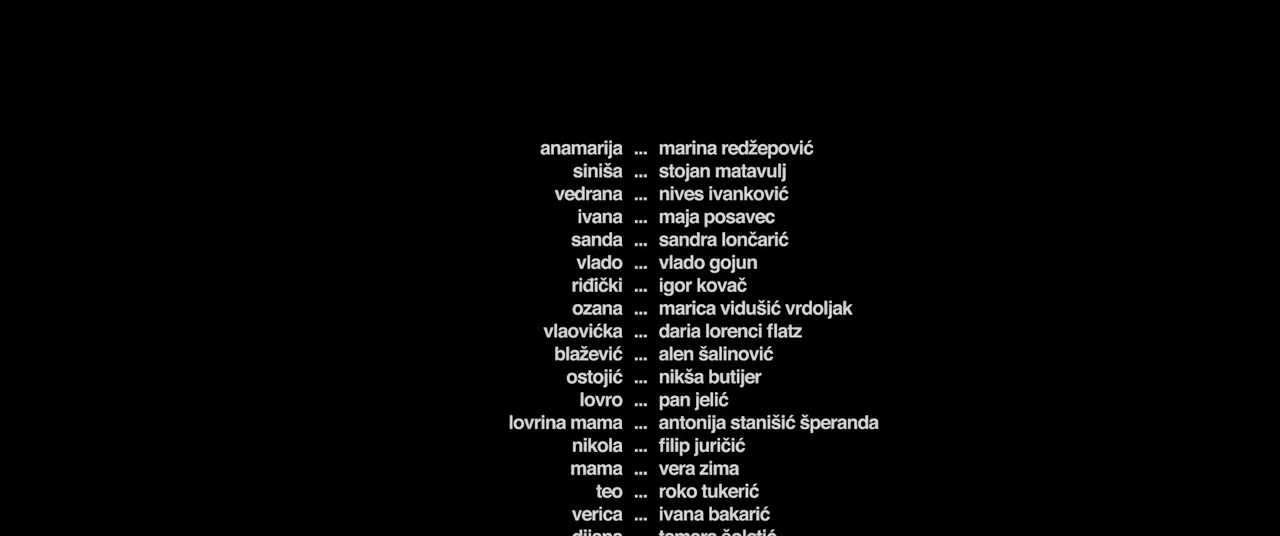 anamarija ... marina redžepović
siniša ... stojan matavulj
vedrana ... nives ivanković
ivana ... maja posavec
sanda ... sandra lončarić
vlado ... vlado gojun
riđički ... igor kovač
ozana ... marica vidušić vrdoljak
vlaovićka ... daria lorenci flatz
blažević ... alen šalinović
ostojić ... nikša butijer
lovro ... pan jelić
lovrina mama ... antonija stanišić šperanda
nikola ... filip juričić
mama ... vera zima
teo ... roko tukerić
verica ... ivana bakarić